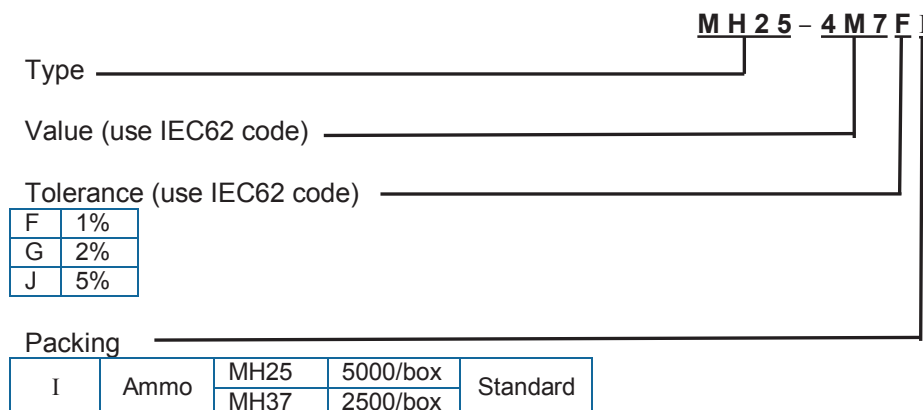 MH25–4M7FI
Type
Value (use IEC62 code)
Tolerance (use IEC62 code)
F 1%
G 2%
J 5%
Packing
I Ammo MH25 5000/box Standard
MH37 2500/box